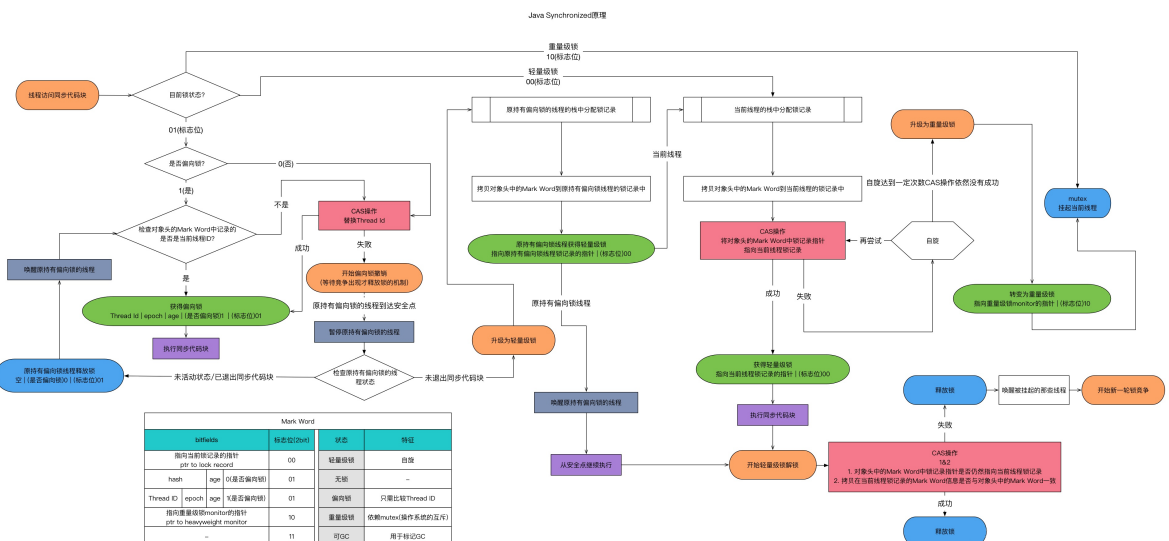 Java Synchronized原理
重量级锁
10(标志位)
轻量级锁
00(标志位)
线程访问同步代码块
目前锁状态?
原持有偏向锁的线程的栈中分配锁记录
当前线程的栈中分配锁记录
升级为重量级锁
01(标志位)
当前线程
是否偏向锁?
0(否)
1(是)
不是
自旋达到一定次数CAS操作依然没有成功
拷贝对象头中的Mark Word到原持有偏向锁线程的锁记录中
拷贝对象头中的Mark Word到当前线程的锁记录中
mutex
挂起当前线程
CAS操作
替换Thread Id
检查对象头的Mark Word中记录的
是否是当前线程ID?
成功
失败
原持有偏向锁线程获得轻量级锁
指向原持有偏向锁线程锁记录的指针 | (标志位)00
CAS操作
将对象头的Mark Word中锁记录指针
指向当前线程锁记录
再尝试
自旋
唤醒原持有偏向锁的线程
是
开始偏向锁撤销
(等待竞争出现才释放锁的机制)
成功
失败
转变为重量级锁
指向重量级锁monitor的指针 | (标志位)10
获得偏向锁
Thread Id | epoch | age | (是否偏向锁)1 | (标志位)01
原持有偏向锁的线程到达安全点
原持有偏向锁线程
暂停原持有偏向锁的线程
升级为轻量级锁
执行同步代码块
原持有偏向锁线程释放锁
空 | (是否偏向锁)0 | (标志位)01
未活动状态/已退出同步代码块
检查原持有偏向锁的线
程状态
未退出同步代码块
获得轻量级锁
指向当前线程锁记录的指针 | (标志位)00
释放锁
唤醒被挂起的那些线程
开始新一轮锁竞争
唤醒原持有偏向锁的线程
执行同步代码块
失败
从安全点继续执行
开始轻量级锁解锁
CAS操作
1&2
1. 对象头中的Mark Word中锁记录指针是否仍然指向当前线程锁记录
2. 拷贝在当前线程锁记录的Mark Word信息是否与对象头中的Mark Word一致
成功
释放锁
Mark Word
bitfields 标志位(2bit) 状态 特征
指向当前锁记录的指针
ptr to lock record 00 轻量级锁 自旋
hash age 0(是否偏向锁) 01 无锁 –
Thread ID epoch age 1(是否偏向锁) 01 偏向锁 只需比较Thread ID
指向重量级锁monitor的指针
ptr to heavyweight monitor 10 重量级锁 依赖mutex(操作系统的互斥)
– 11 可GC 用于标记GC